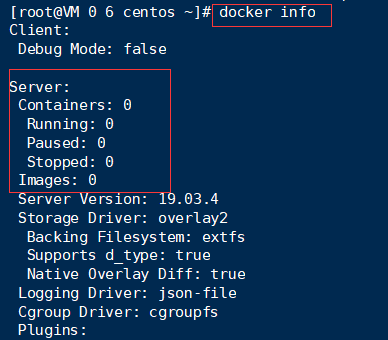 [root@VM 0 6 centos ~]# docker info
Client:
 Debug Mode: false

Server:
 Containers: 0
  Running: 0
  Paused: 0
  Stopped: 0
 Images: 0
 Server Version: 19.03.4
 Storage Driver: overlay2
  Backing Filesystem: extfs
  Supports d_type: true
  Native Overlay Diff: true
 Logging Driver: json-file
 Cgroup Driver: cgroupfs
 Plugins: